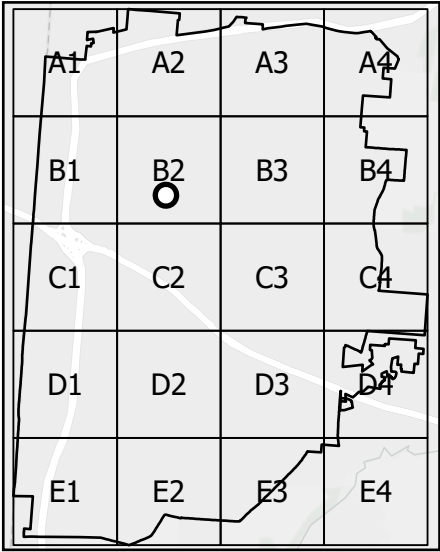 A1 A2 A3 A4
B1 B2 B3 B4
C1 C2 C3 C4
D1 D2 D3 D4
E1 E2 E3 E4